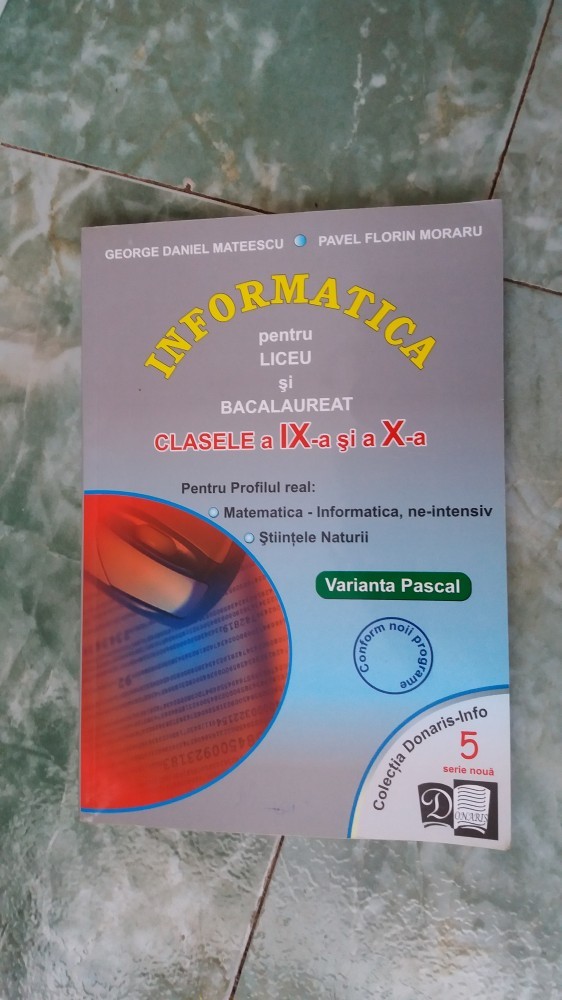 GEORGE DANIEL MATEESCU PAVEL FLORIN MORARU
INFORMATICA
pentru
LICEU
şi
BACALAUREAT
CLASELE a IX-a şi a X-a
Pentru Profilul real:
Matematica - Informatica, ne-intensiv
Ştiinţele Naturii
Varianta Pascal
Conform noii programe
Colecţia Donaris-Info
5
serie nouă
DONARIS